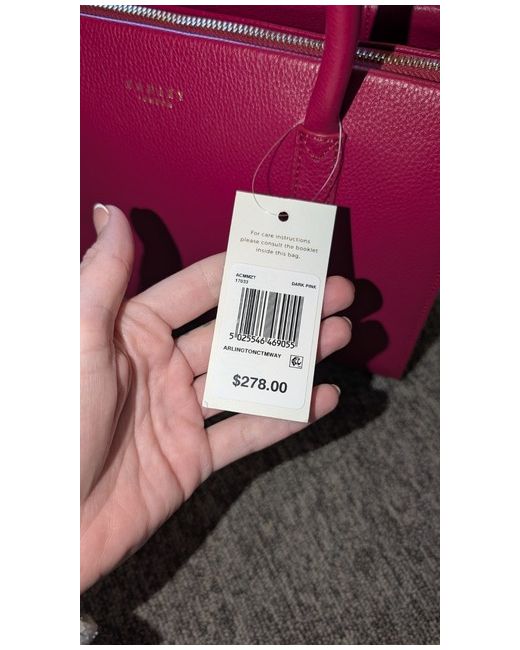 RADLEY
LONDON
For care instructions
please consult the booklet
inside this bag.
ACMMZT
17033 DARK PINK
5 025546 469055
ARLINGTONCTMWAY
$278.00